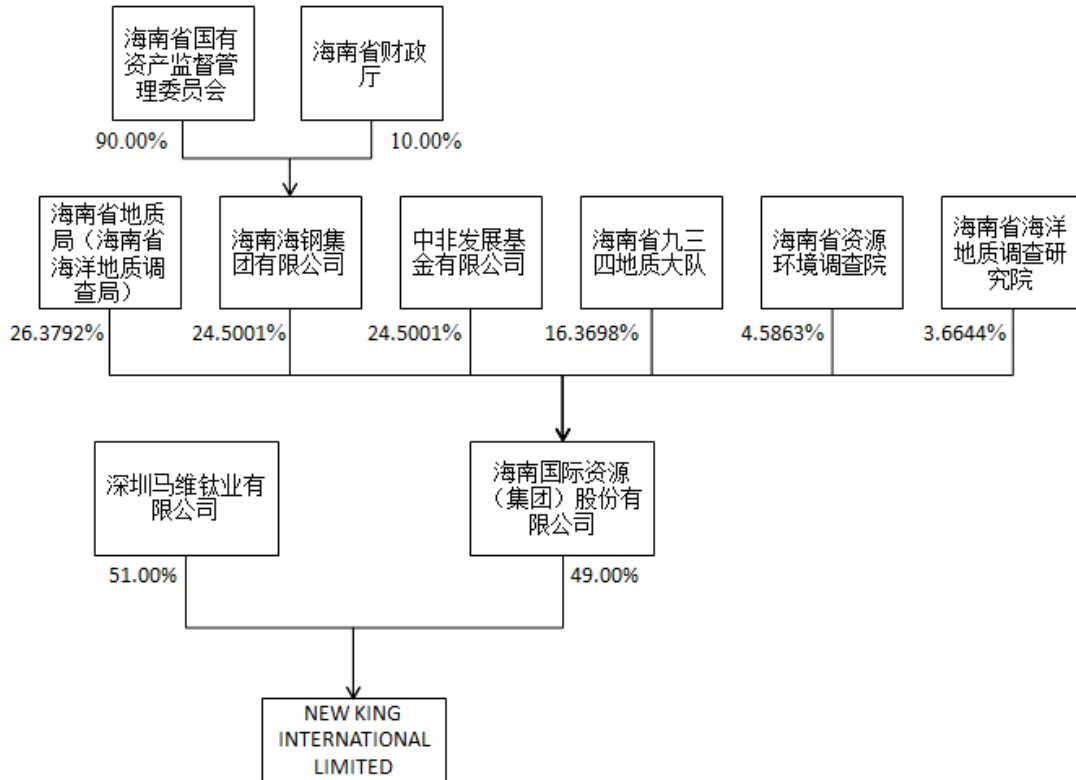 海南省国有
资产监督管
理委员会
海南省财政
厅
90.00%
10.00%
海南省地质
局（海南省
海洋地质调
查局）
海南海钢集
团有限公司
中非发展基
金有限公司
海南省九三
四地质大队
海南省资源
环境调查院
海南省海洋
地质调查研
究院
26.3792%
24.5001%
24.5001%
16.3698%
4.5863%
3.6644%
深圳马维钛业有
限公司
海南国际资源
（集团）股份有
限公司
51.00%
49.00%
NEW KING
INTERNATIONAL
LIMITED